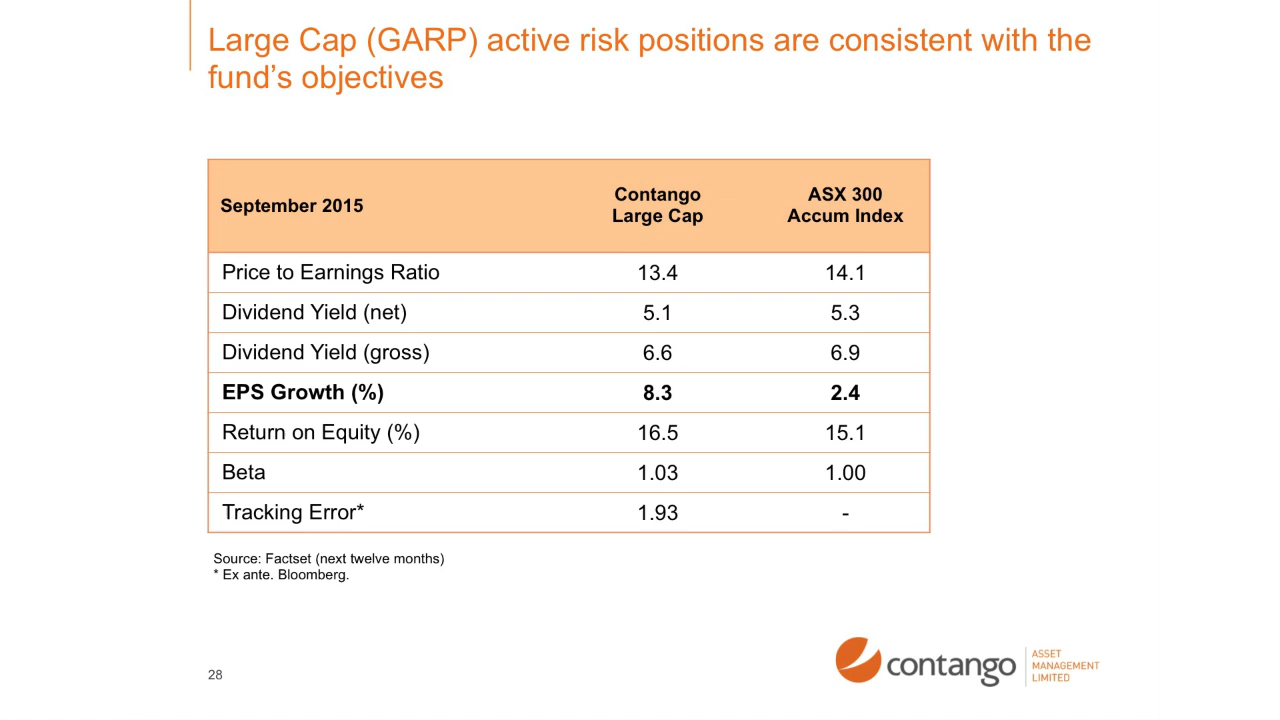 Large Cap (GARP) active risk positions are consistent with the
fund’s objectives
September 2015 Contango Large Cap ASX 300 Accum Index
Price to Earnings Ratio 13.4 14.1
Dividend Yield (net) 5.1 5.3
Dividend Yield (gross) 6.6 6.9
EPS Growth (%) 8.3 2.4
Return on Equity (%) 16.5 15.1
Beta 1.03 1.00
Tracking Error* 1.93 -
Source: Factset (next twelve months)
* Ex ante. Bloomberg.
28
contango
ASSET
MANAGEMENT
LIMITED